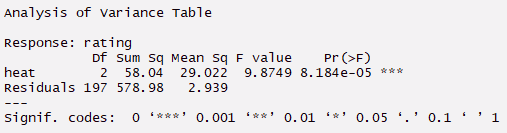 Analysis of Variance Table

Response: rating
           Df Sum Sq Mean Sq F value    Pr(>F)
heat        2  58.04  29.022  9.8749 8.184e-05 ***
Residuals 197 578.98   2.939
---
Signif. codes:  0 ‘***’ 0.001 ‘**’ 0.01 ‘*’ 0.05 ‘.’ 0.1 ‘ ’ 1